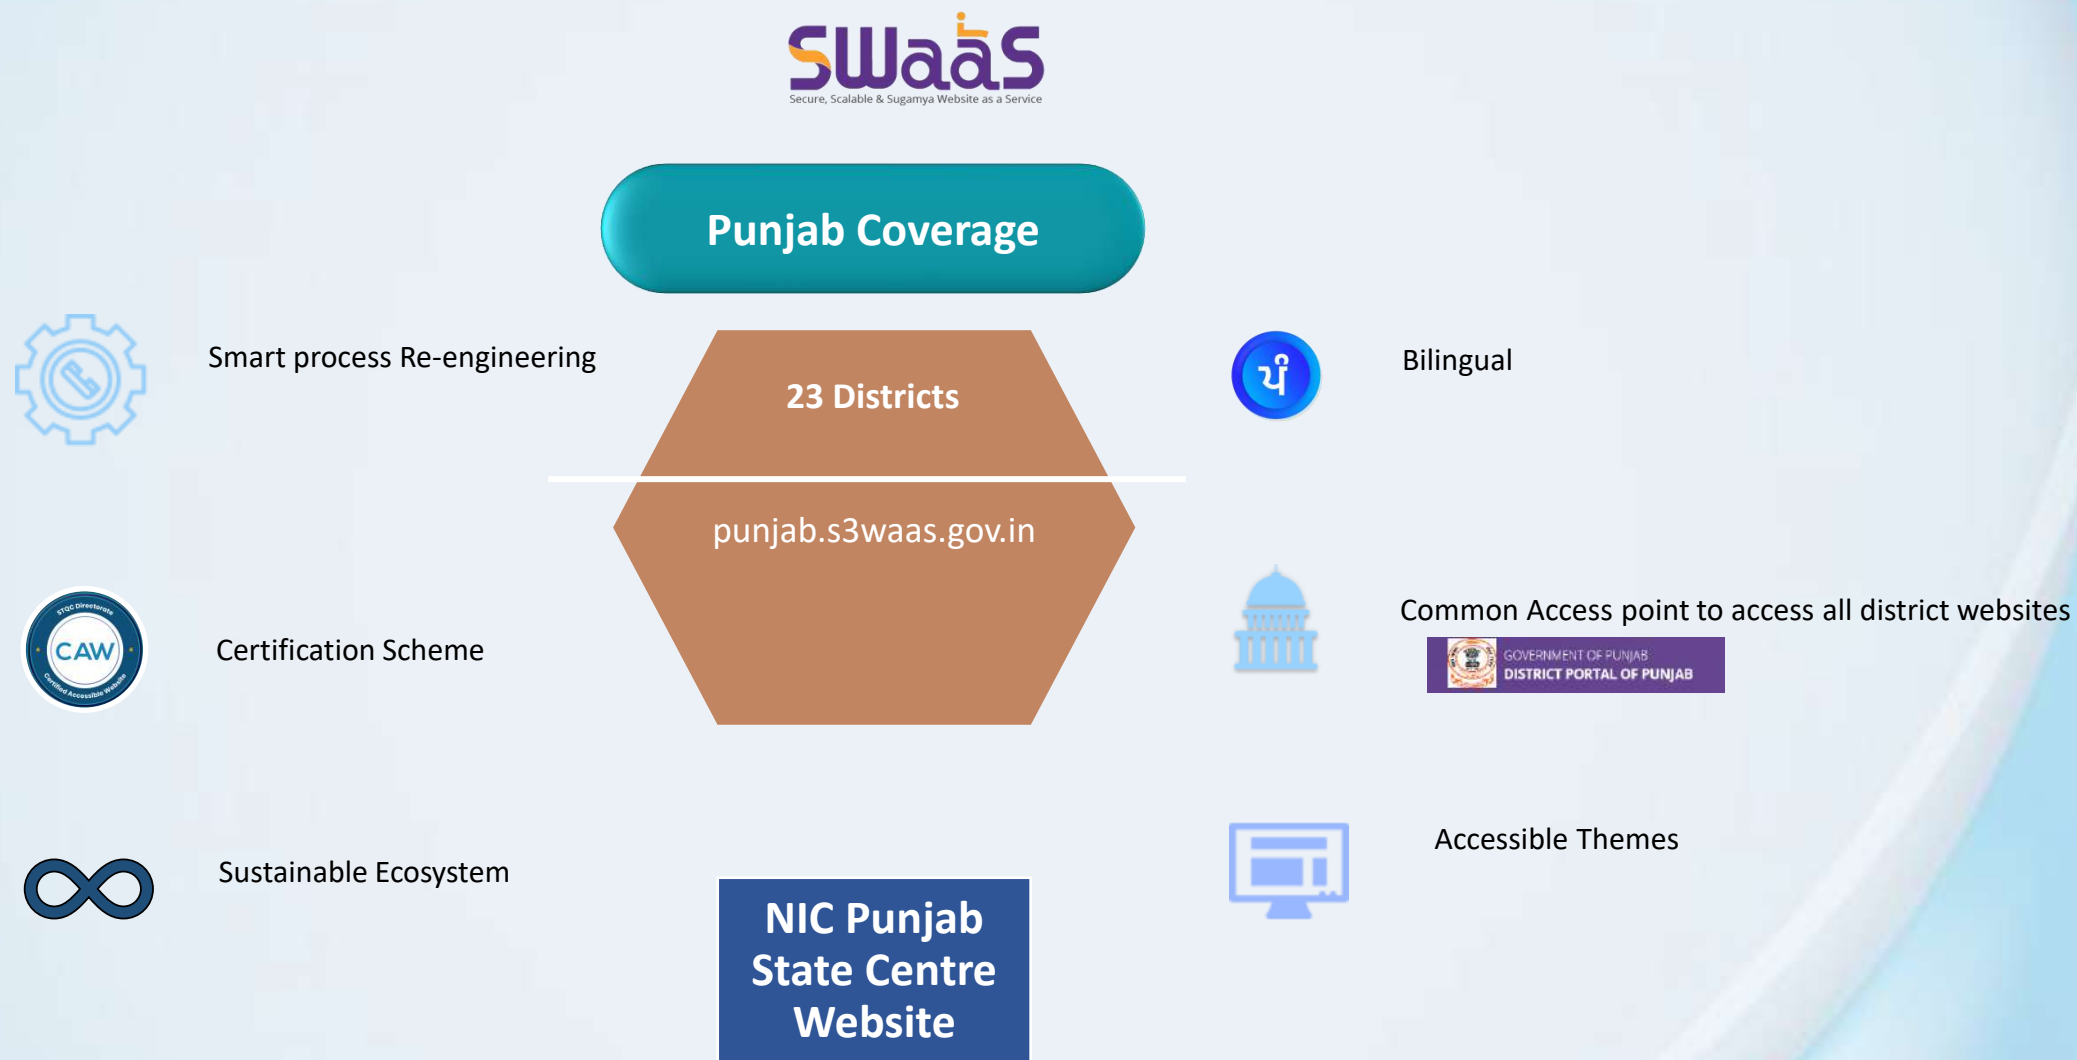 SWaaS
Secure, Scalable & Sugamya Website as a Service
Punjab Coverage
Smart process Re-engineering
23 Districts
ਪੰ
Bilingual
punjab.s3waas.gov.in
STQC Directorate
CAW
Certified Accessible Website
Certification Scheme
Common Access point to access all district websites
GOVERNMENT OF PUNJAB
DISTRICT PORTAL OF PUNJAB
Sustainable Ecosystem
Accessible Themes
NIC Punjab
State Centre
Website